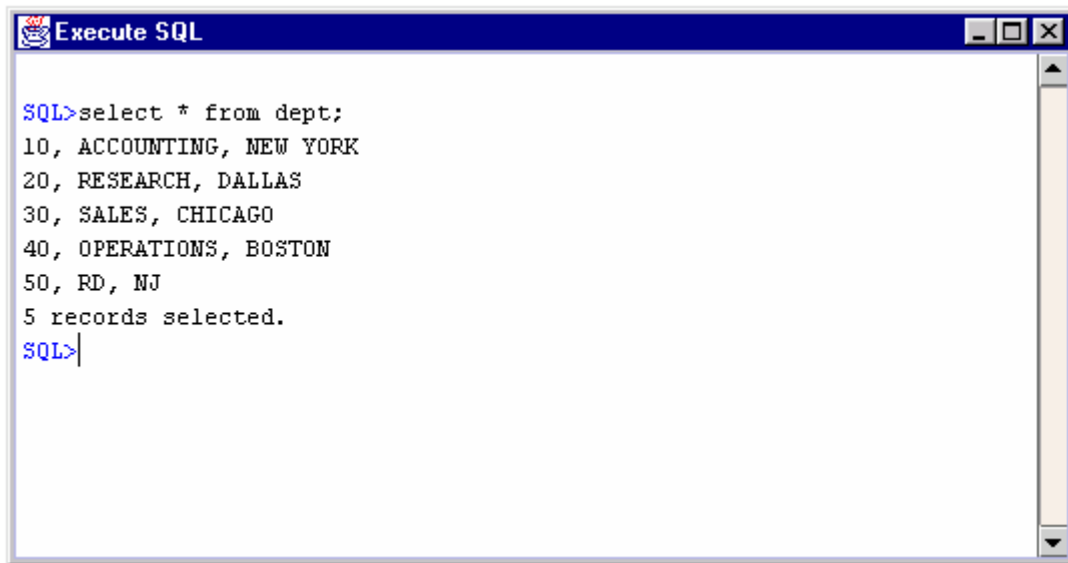 Execute SQL
SQL>select * from dept;
10, ACCOUNTING, NEW YORK
20, RESEARCH, DALLAS
30, SALES, CHICAGO
40, OPERATIONS, BOSTON
50, RD, NJ
5 records selected.
SQL>